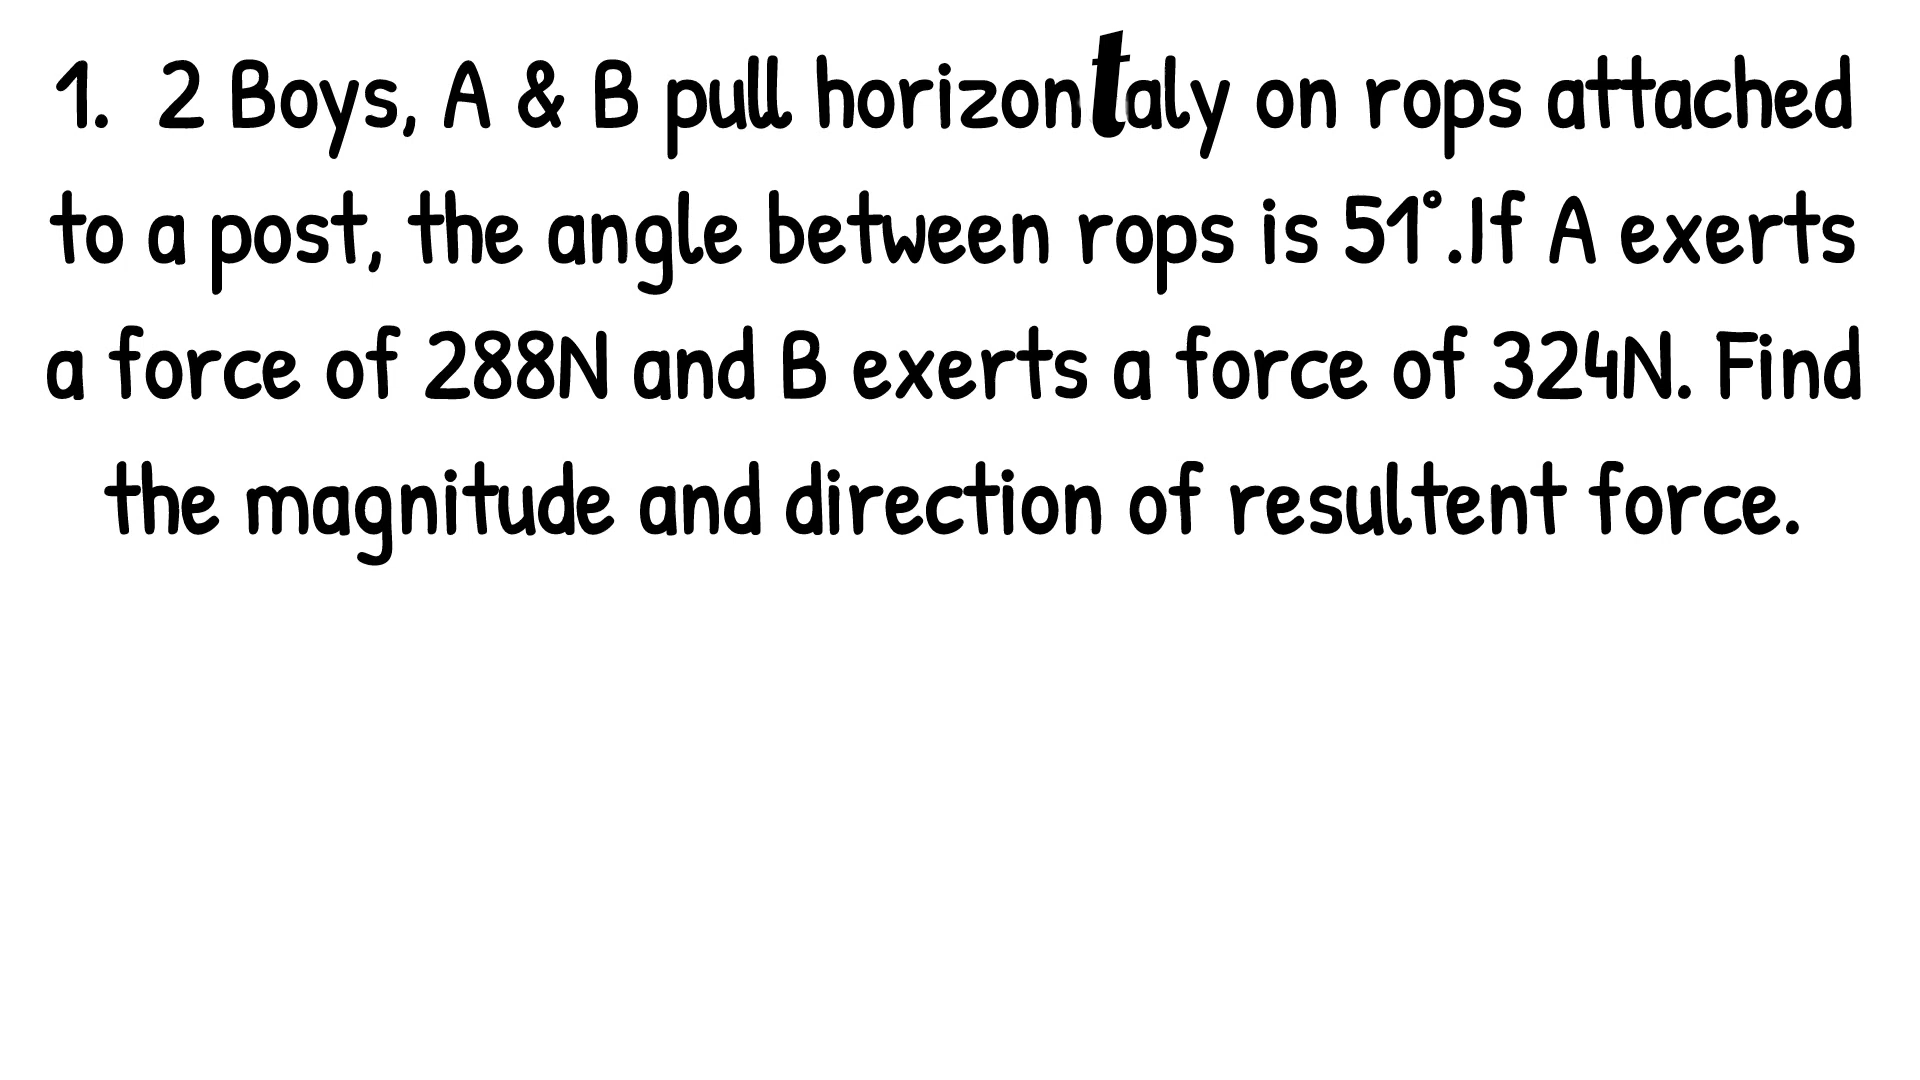 1. 2 Boys, A & B pull horizontaly on rops attached
to a post, the angle between rops is 51°.If A exerts
a force of 288N and B exerts a force of 324N. Find
the magnitude and direction of resultent force.